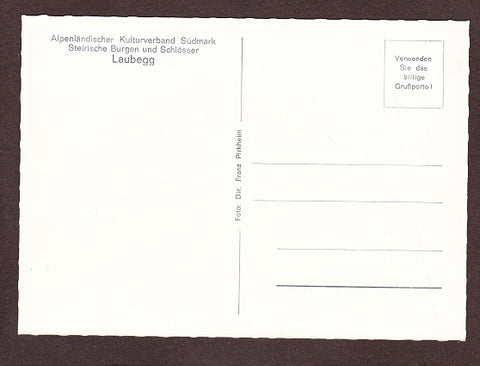 Alpenländischer Kulturverband Südmark
Steirische Burgen und Schlösser
Laubegg
Foto: Dir. Franz Pirkheim
Verwenden
Sie das
billige
Grußporto!